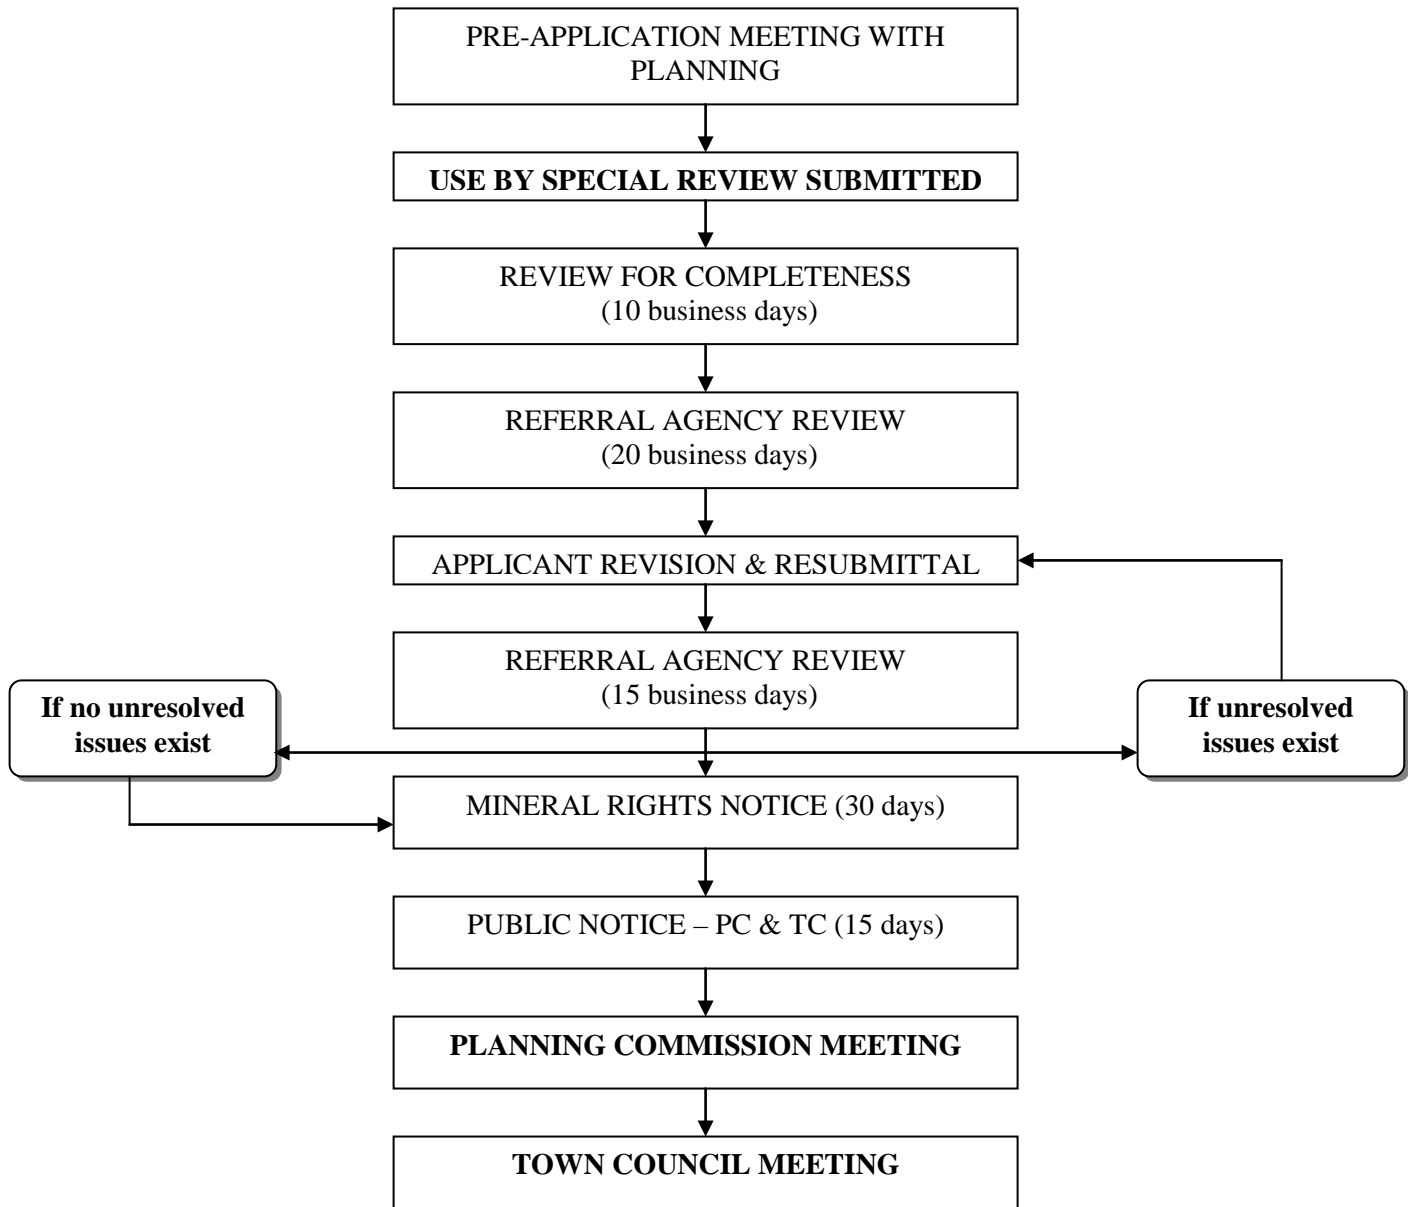 PRE-APPLICATION MEETING WITH
PLANNING
USE BY SPECIAL REVIEW SUBMITTED
REVIEW FOR COMPLETENESS
(10 business days)
REFERRAL AGENCY REVIEW
(20 business days)
APPLICANT REVISION & RESUBMITTAL
REFERRAL AGENCY REVIEW
(15 business days)
If no unresolved
issues exist
If unresolved
issues exist
MINERAL RIGHTS NOTICE (30 days)
PUBLIC NOTICE – PC & TC (15 days)
PLANNING COMMISSION MEETING
TOWN COUNCIL MEETING